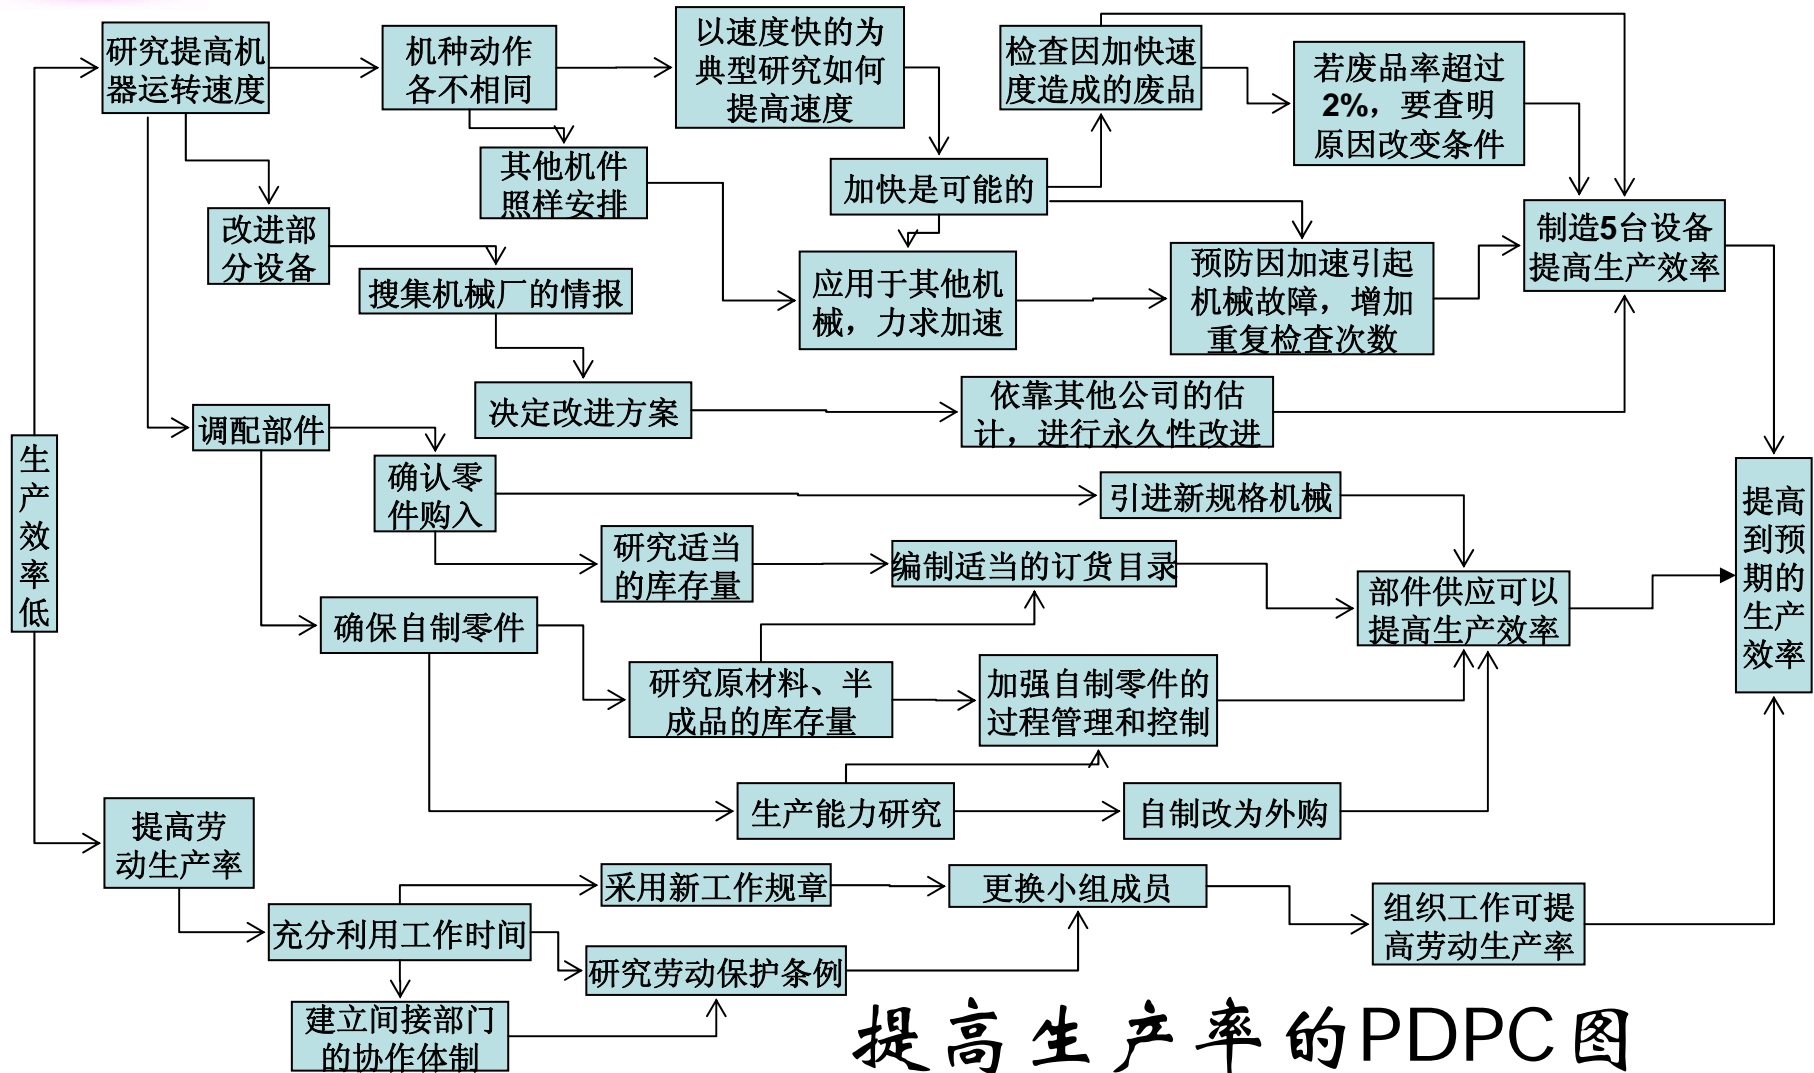 研究提高机
器运转速度
机种动作
各不相同
以速度快的为
典型研究如何
提高速度
检查因加快速
度造成的废品
若废品率超过
2%，要查明
原因改变条件
其他机件
照样安排
加快是可能的
改进部
分设备
搜集机械厂的情报
应用于其他机
械，力求加速
预防因加速引起
机械故障，增加
重复检查次数
制造5台设备
提高生产效率
决定改进方案
依靠其他公司的估
计，进行永久性改进
调配部件
生产效率低
确认零
件购入
引进新规格机械
提高
到预
期的
生产
效率
研究适当
的库存量
编制适当的订货目录
部件供应可以
提高生产效率
确保自制零件
研究原材料、半
成品的库存量
加强自制零件的
过程管理和控制
生产能力研究
自制改为外购
提高劳
动生产率
采用新工作规章
更换小组成员
组织工作可提
高劳动生产率
充分利用工作时间
研究劳动保护条例
建立间接部门
的协作体制
提高生产率的PDPC图